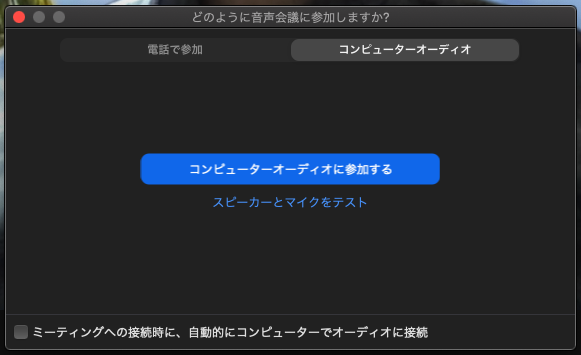 どのように音声会議に参加しますか?
電話で参加
コンピューターオーディオ
コンピューターオーディオに参加する
スピーカーとマイクをテスト
ミーティングへの接続時に、自動的にコンピューターでオーディオに接続